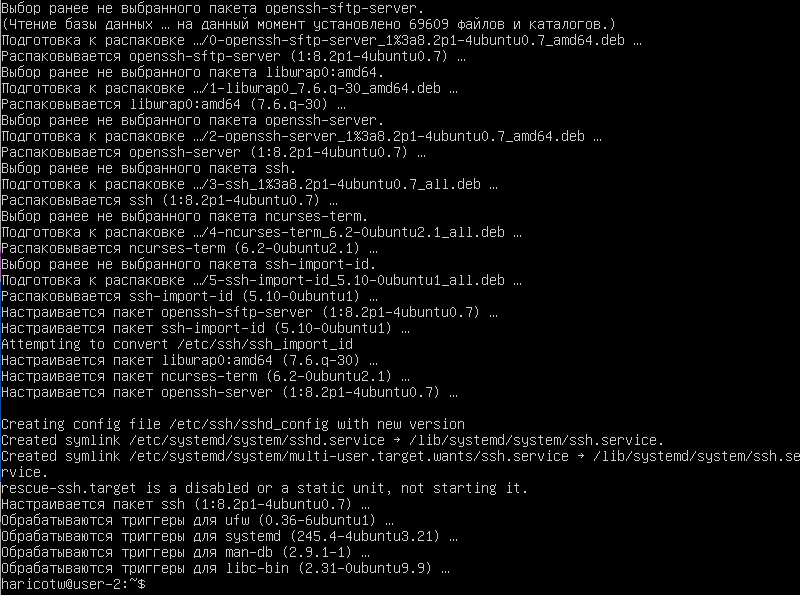 Выбор ранее не выбранного пакета openssh-sftp-server.
(Чтение базы данных … на данный момент установлено 69609 файлов и каталогов.)
Подготовка к распаковке …/0-openssh-sftp-server_1%3a8.2p1-4ubuntu0.7_amd64.deb …
Распаковывается openssh-sftp-server (1:8.2p1-4ubuntu0.7) …
Выбор ранее не выбранного пакета libwrap0:amd64.
Подготовка к распаковке …/1-libwrap0_7.6.q-30_amd64.deb …
Распаковывается libwrap0:amd64 (7.6.q-30) …
Выбор ранее не выбранного пакета openssh-server.
Подготовка к распаковке …/2-openssh-server_1%3a8.2p1-4ubuntu0.7_amd64.deb …
Распаковывается openssh-server (1:8.2p1-4ubuntu0.7) …
Выбор ранее не выбранного пакета ssh.
Подготовка к распаковке …/3-ssh_1%3a8.2p1-4ubuntu0.7_all.deb …
Распаковывается ssh (1:8.2p1-4ubuntu0.7) …
Выбор ранее не выбранного пакета ncurses-term.
Подготовка к распаковке …/4-ncurses-term_6.2-0ubuntu2.1_all.deb …
Распаковывается ncurses-term (6.2-0ubuntu2.1) …
Выбор ранее не выбранного пакета ssh-import-id.
Подготовка к распаковке …/5-ssh-import-id_5.10-0ubuntu1_all.deb …
Распаковывается ssh-import-id (5.10-0ubuntu1) …
Настраивается пакет openssh-sftp-server (1:8.2p1-4ubuntu0.7) …
Настраивается пакет ssh-import-id (5.10-0ubuntu1) …
Attempting to convert /etc/ssh/ssh_import_id
Настраивается пакет libwrap0:amd64 (7.6.q-30) …
Настраивается пакет ncurses-term (6.2-0ubuntu2.1) …
Настраивается пакет openssh-server (1:8.2p1-4ubuntu0.7) …
Creating config file /etc/ssh/sshd_config with new version
Created symlink /etc/systemd/system/sshd.service → /lib/systemd/system/ssh.service.
Created symlink /etc/systemd/system/multi-user.target.wants/ssh.service → /lib/systemd/system/ssh.se
rvice.
rescue-ssh.target is a disabled or a static unit, not starting it.
Настраивается пакет ssh (1:8.2p1-4ubuntu0.7) …
Обрабатываются триггеры для ufw (0.36-6ubuntu1) …
Обрабатываются триггеры для systemd (245.4-4ubuntu3.21) …
Обрабатываются триггеры для man-db (2.9.1-1) …
Обрабатываются триггеры для libc-bin (2.31-0ubuntu9.9) …
haricotw@user-2:~$